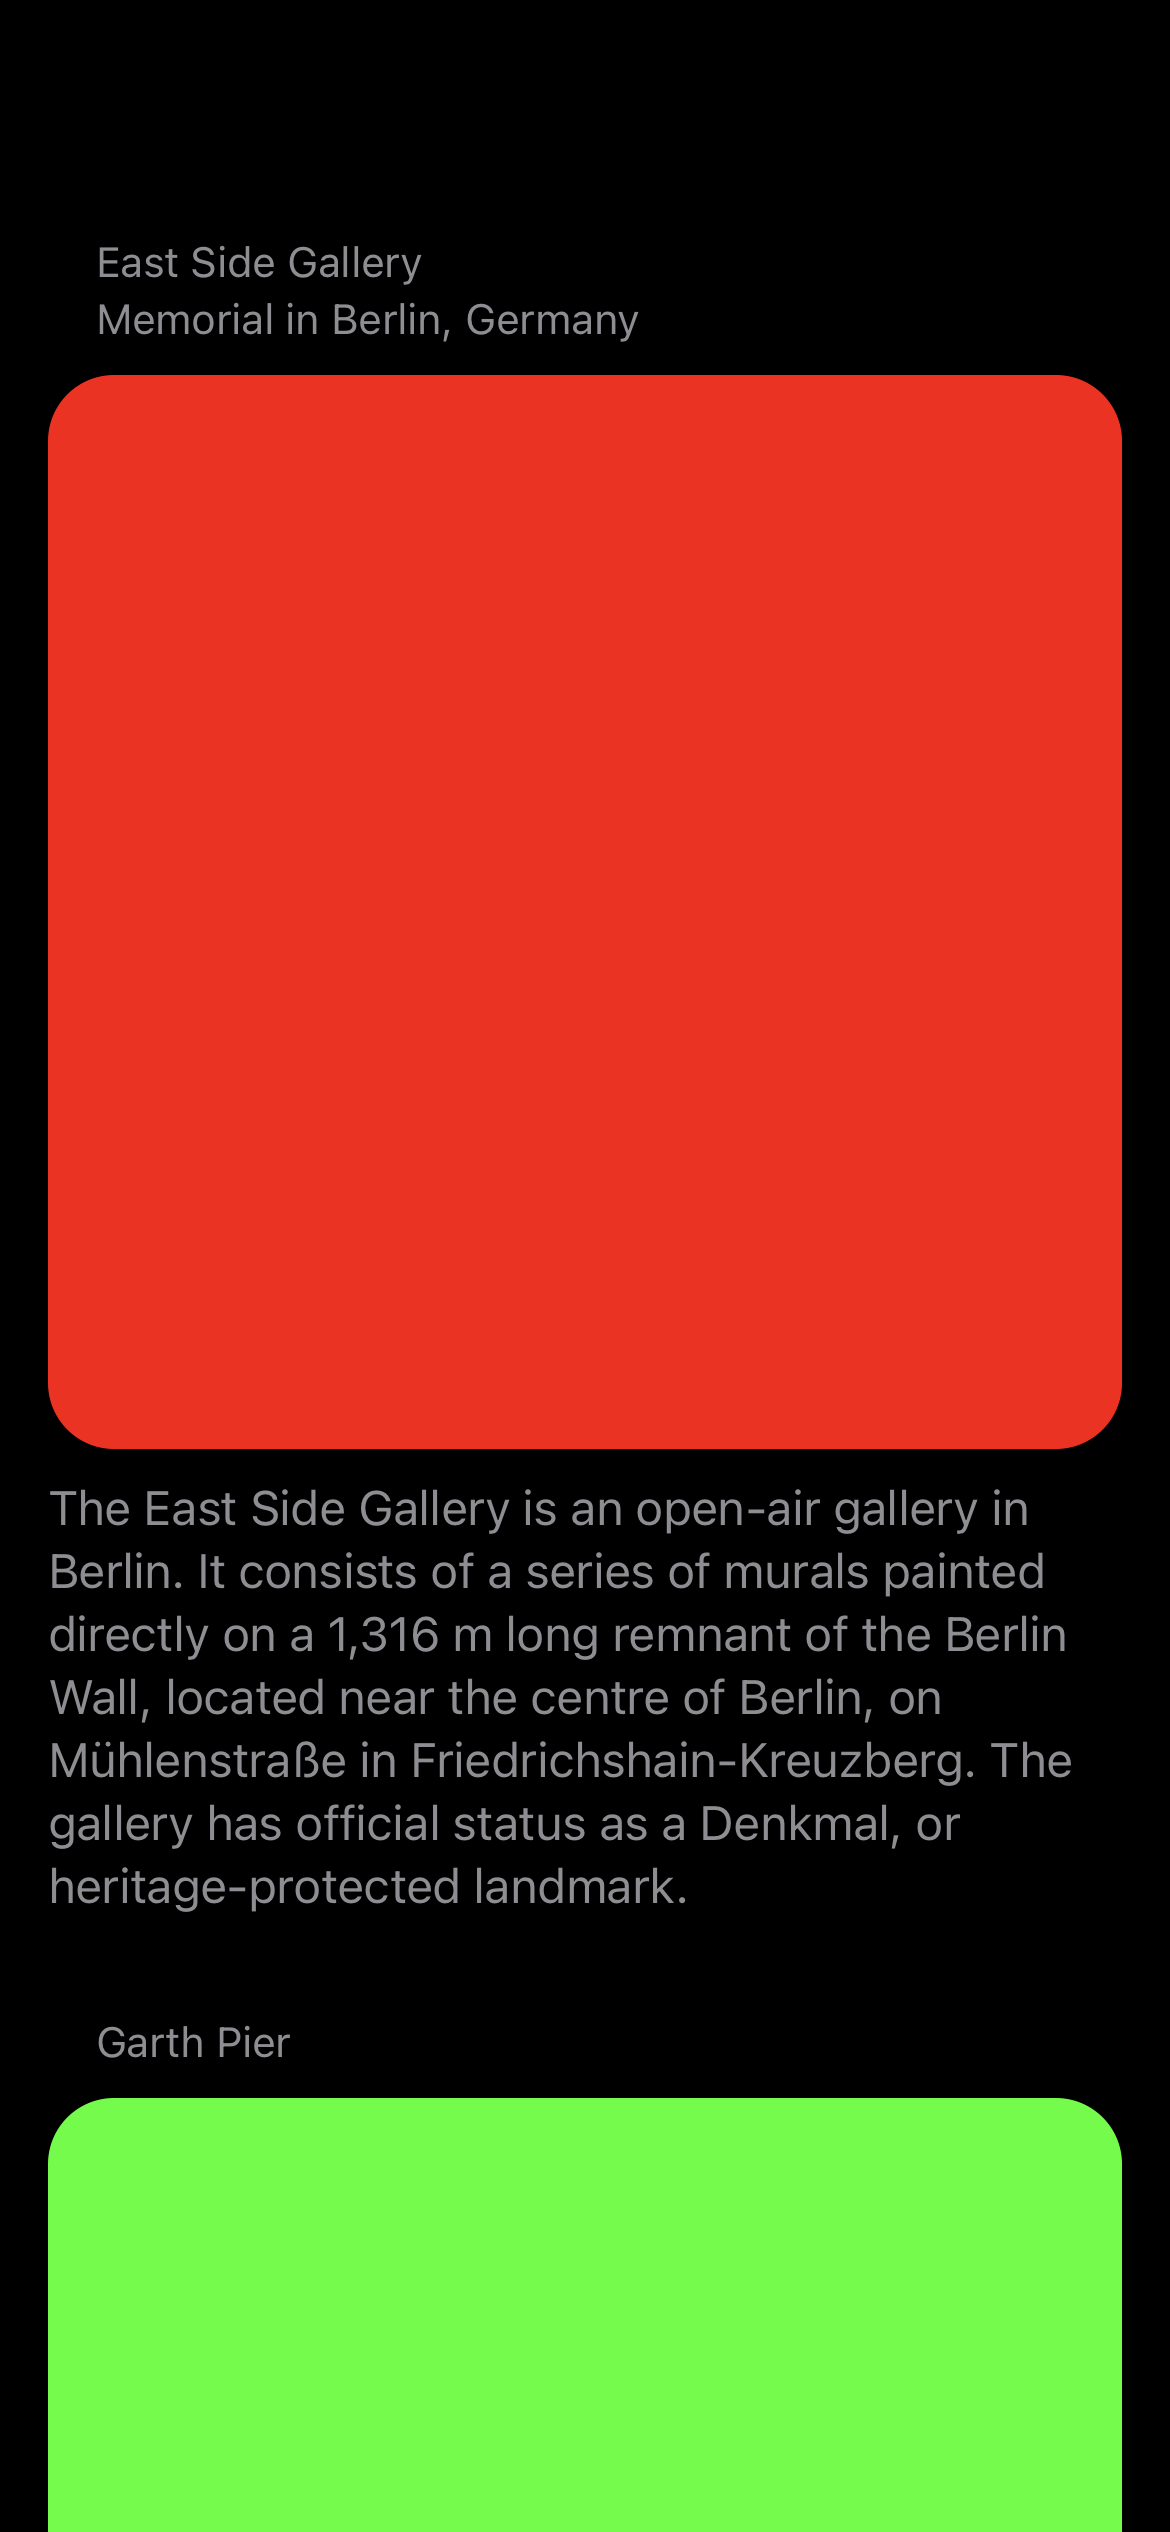 East Side Gallery
Memorial in Berlin, Germany
The East Side Gallery is an open-air gallery in
Berlin. It consists of a series of murals painted
directly on a 1,316 m long remnant of the Berlin
Wall, located near the centre of Berlin, on
Mühlenstraße in Friedrichshain-Kreuzberg. The
gallery has official status as a Denkmal, or
heritage-protected landmark.
Garth Pier